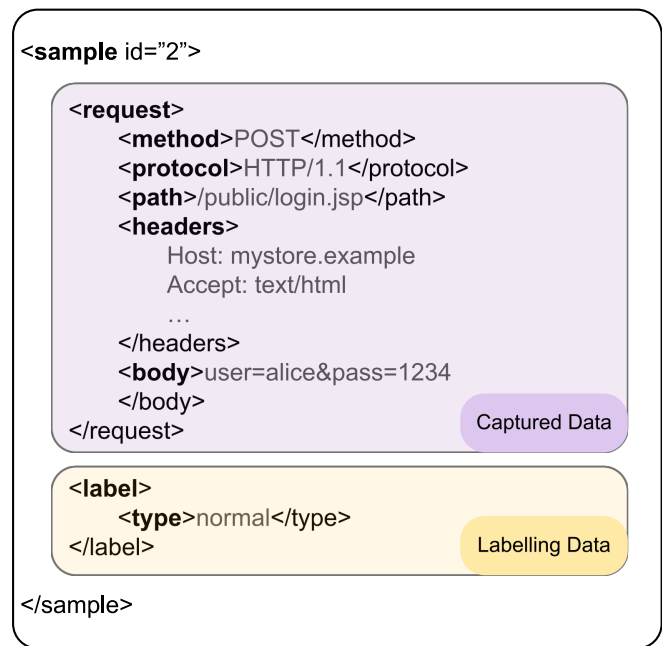 <sample id=”2”>
<request>
<method>POST</method>
<protocol>HTTP/1.1</protocol>
<path>/public/login.jsp</path>
<headers>
Host: mystore.example
Accept: text/html
…
</headers>
<body>user=alice&pass=1234
</body>
</request>
Captured Data
<label>
<type>normal</type>
</label>
Labelling Data
</sample>